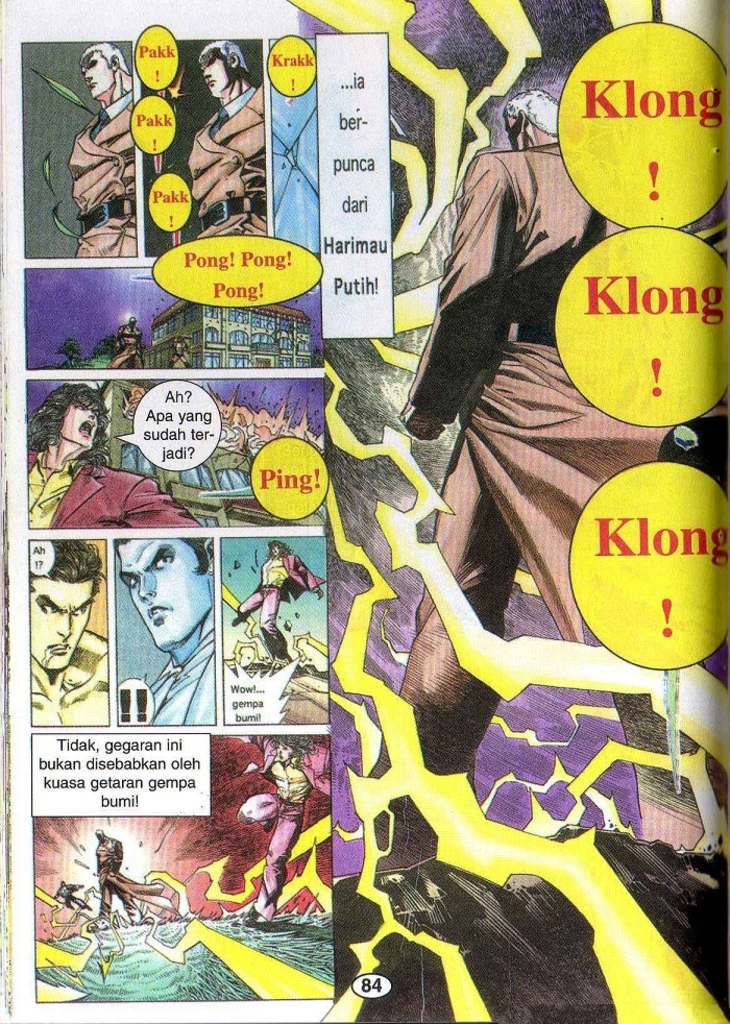 Pakk
!
Pakk
!
Pakk
!
Krakk
!
Pong! Pong!
Pong!
Ah?
Apa yang
sudah ter-
jadi?
Ping!
Ah
!?
!!
Wow!...
gempa
bumi!
Tidak, gegaran ini
bukan disebabkan oleh
kuasa getaran gempa
bumi!
...ia
ber-
punca
dari
Harimau
Putih!
Klong
!
Klong
!
Klong
!
84